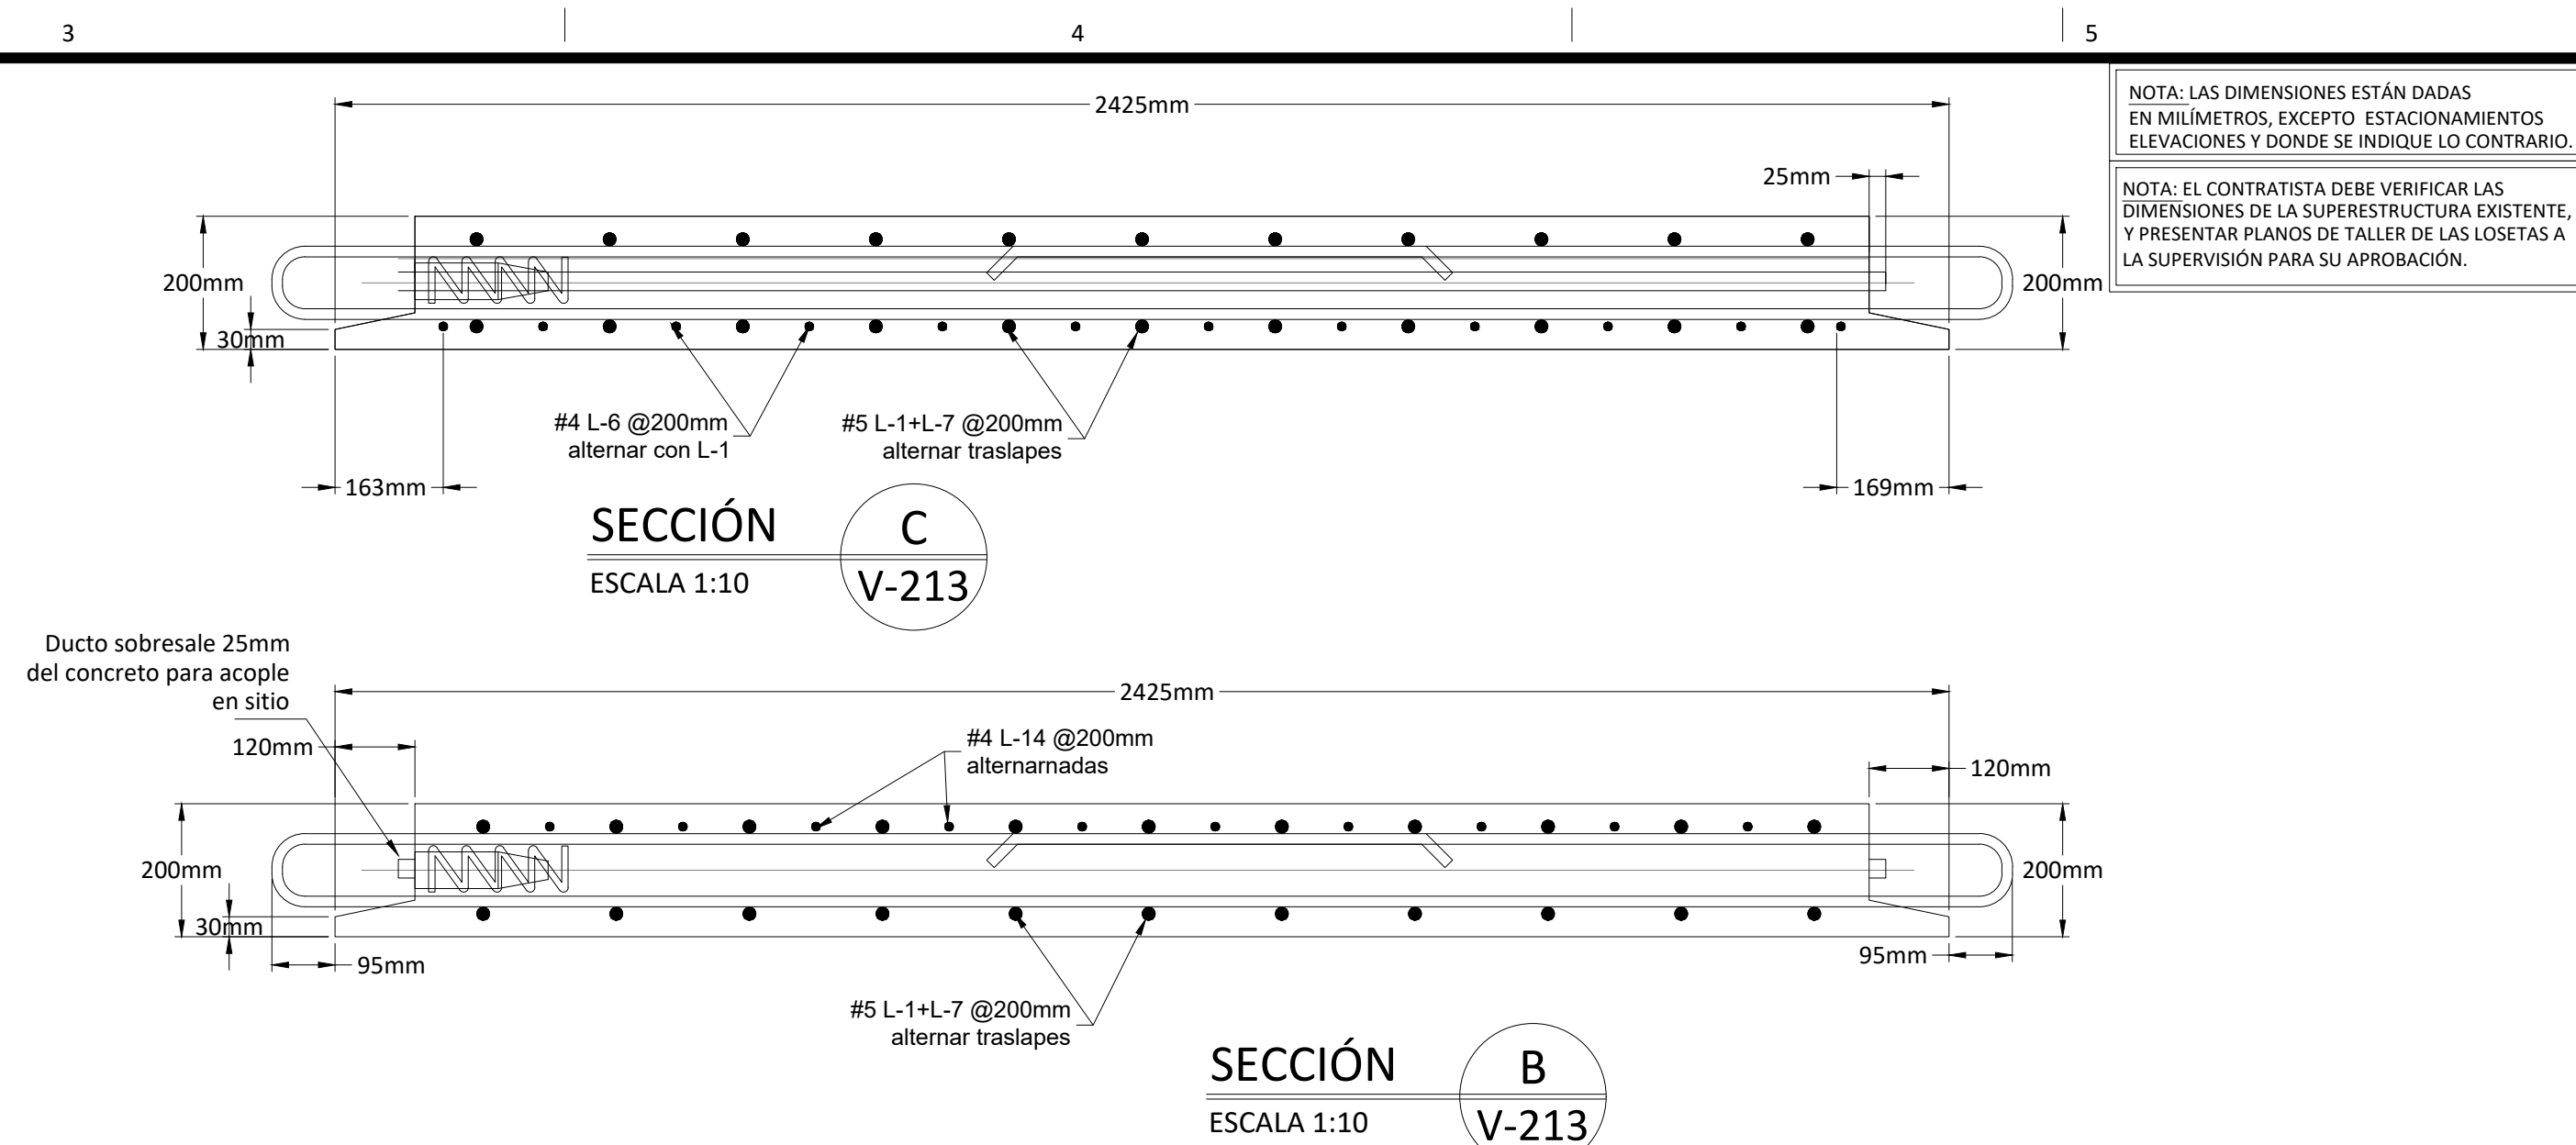 3
4
5
NOTA: LAS DIMENSIONES ESTÁN DADAS
EN MILÍMETROS, EXCEPTO ESTACIONAMIENTOS
ELEVACIONES Y DONDE SE INDIQUE LO CONTRARIO.
NOTA: EL CONTRATISTA DEBE VERIFICAR LAS
DIMENSIONES DE LA SUPERESTRUCTURA EXISTENTE,
Y PRESENTAR PLANOS DE TALLER DE LAS LOSETAS A
LA SUPERVISIÓN PARA SU APROBACIÓN.
2425mm
25mm
200mm
30mm
200mm
#4 L-6 @200mm
alternar con L-1
#5 L-1+L-7 @200mm
alternar traslapes
163mm
169mm
SECCIÓN
ESCALA 1:10
C
V-213
Ducto sobresale 25mm
del concreto para acople
en sitio
2425mm
120mm
#4 L-14 @200mm
alternarnadas
120mm
200mm
30mm
200mm
95mm
95mm
#5 L-1+L-7 @200mm
alternar traslapes
SECCIÓN
ESCALA 1:10
B
V-213